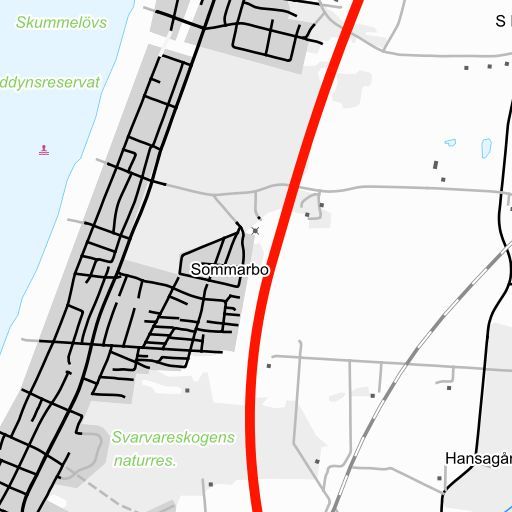 Skummelövs
S
ddynsreservat
Sommarbo
Svarvareskogens
naturres.
Hansagår